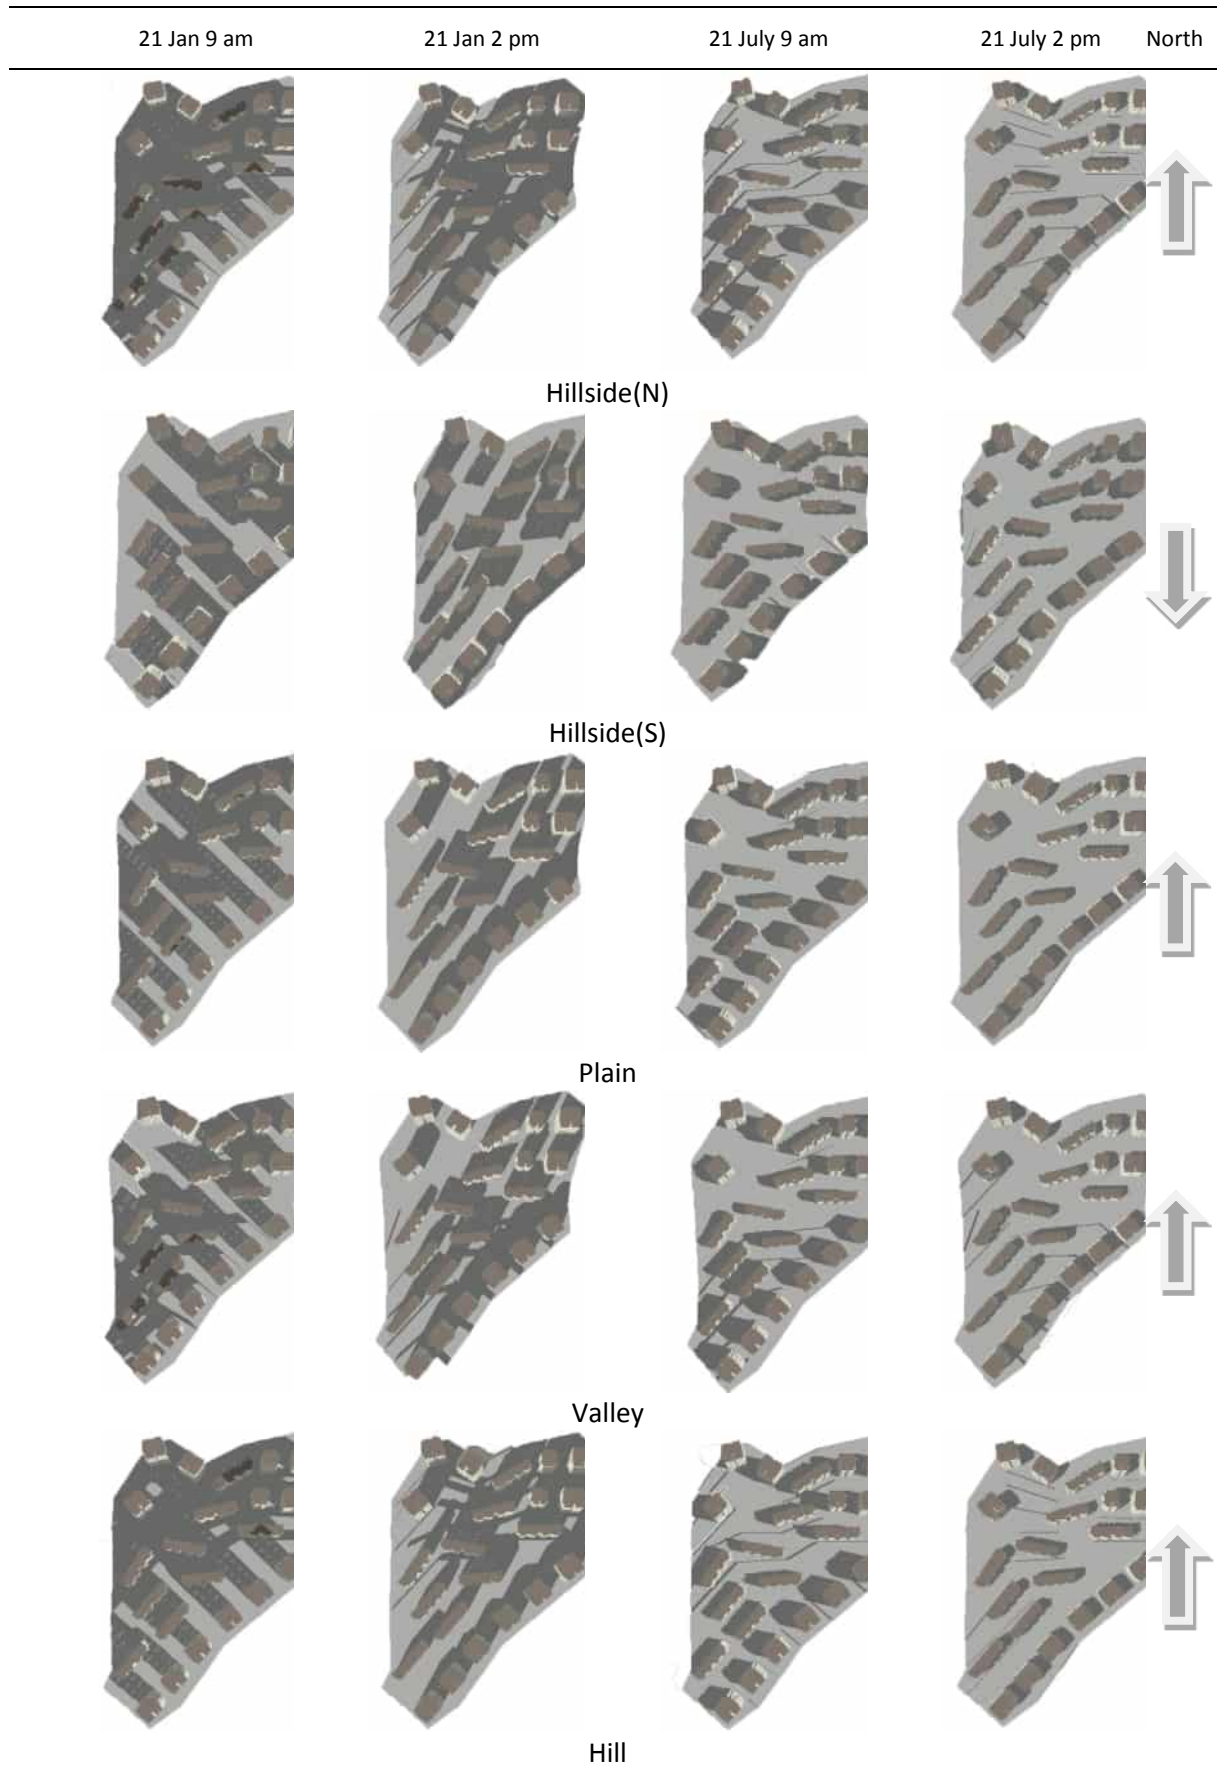 21 Jan 9 am 21 Jan 2 pm 21 July 9 am 21 July 2 pm North
Hillside(N)
Hillside(S)
Plain
Valley
Hill